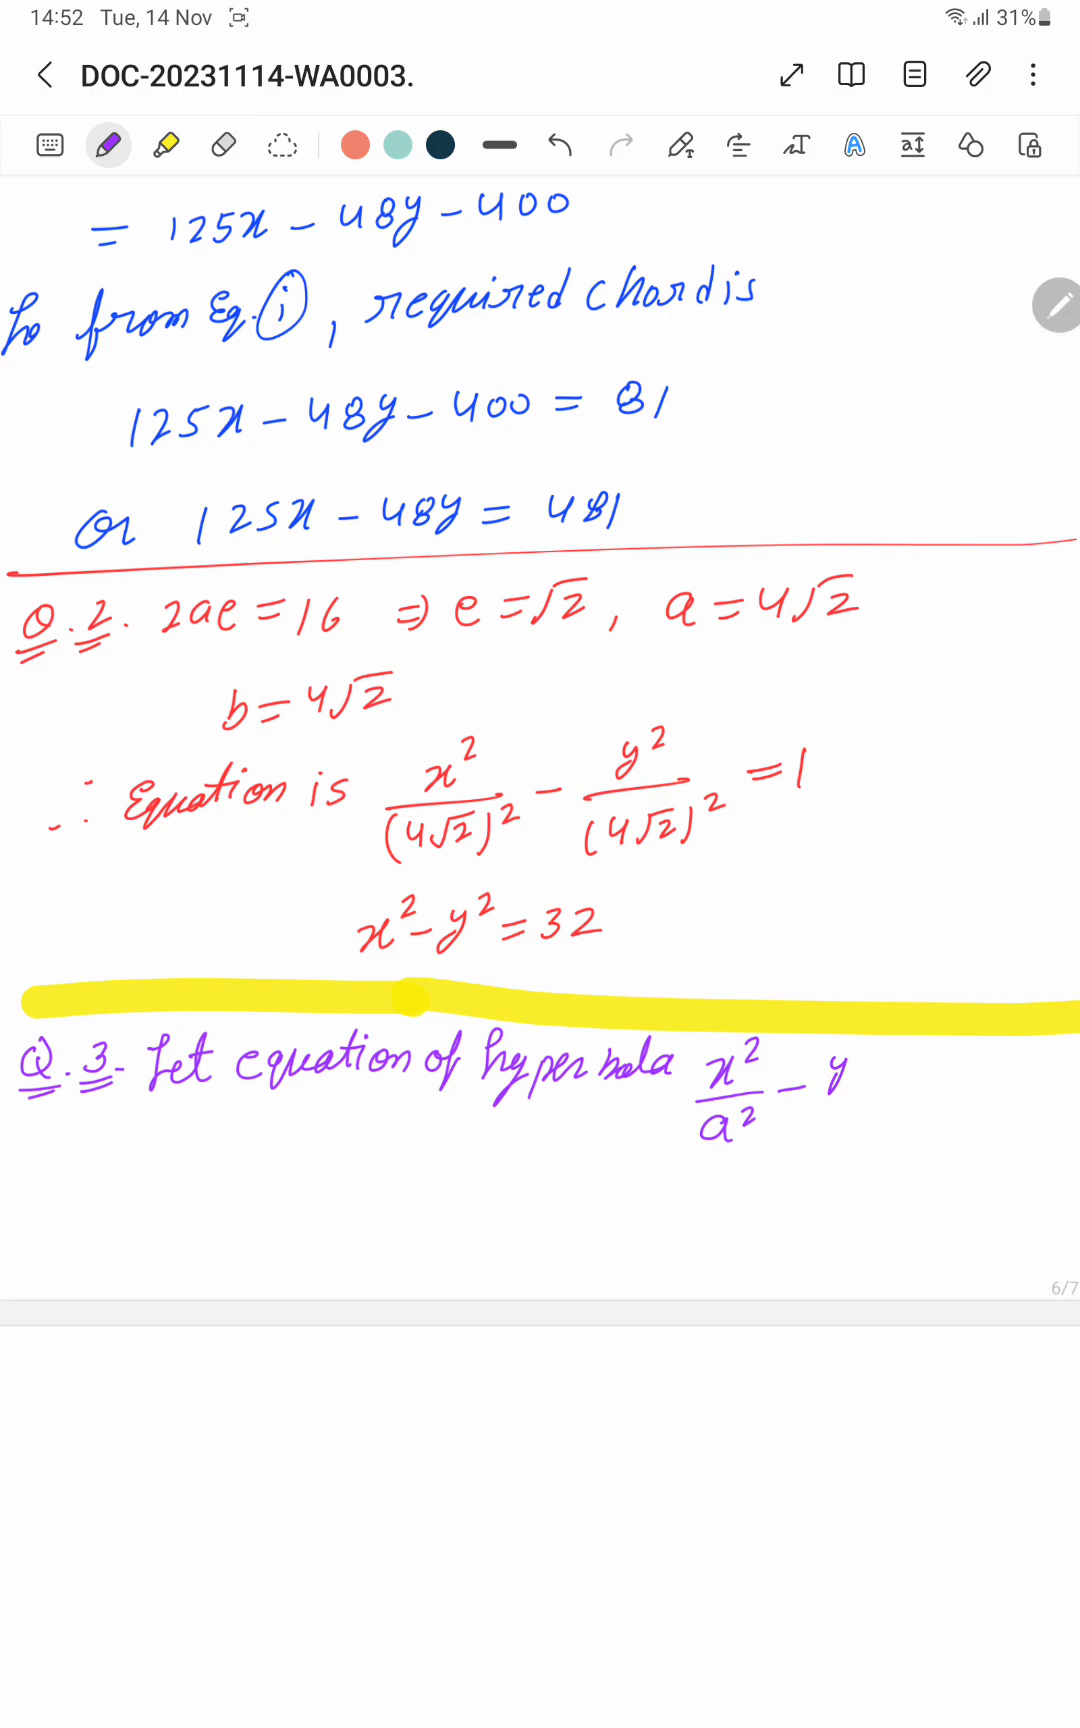 14:52 Tue, 14 Nov 31%
DOC-20231114-WA0003.
= 125x - 48y - 400
So from Eq. (i), required chord is
125x - 48y - 400 = 81
Or 125x - 48y = 481
Q.2. 2ae = 16 ⇒ e = √2, a = 4√2
b = 4√2
∴ Equation is x²/(4√2)² - y²/(4√2)² = 1
x² - y² = 32
Q.3- Let equation of hyperbola x²/a² - y
6/7